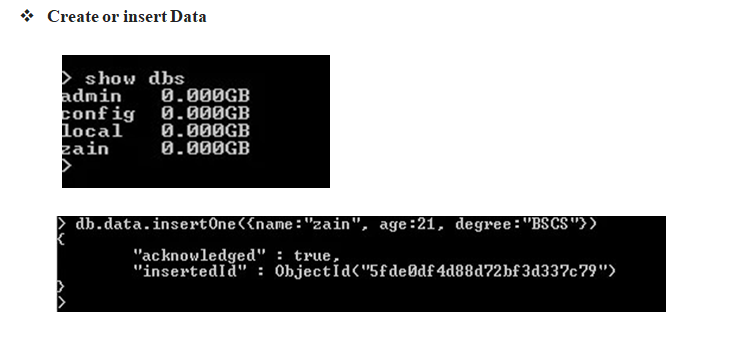 ❖ Create or insert Data
> show dbs
admin 0.000GB
config 0.000GB
local 0.000GB
zain 0.000GB
>
> db.data.insertOne({name:"zain", age:21, degree:"BSCS"})
{
"acknowledged" : true,
"insertedId" : ObjectId("5fde0df4d88d72bf3d337c79")
}
>